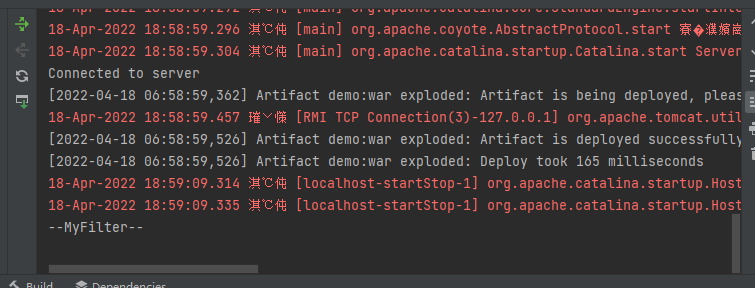 18-Apr-2022 18:58:59.292 淇℃伅 [main] org.apache.catalina.core.StandardEngine.startInte
18-Apr-2022 18:58:59.296 淇℃伅 [main] org.apache.coyote.AbstractProtocol.start
18-Apr-2022 18:58:59.304 淇℃伅 [main] org.apache.catalina.startup.Catalina.start Server
Connected to server
[2022-04-18 06:58:59,362] Artifact demo:war exploded: Artifact is being deployed, pleas
18-Apr-2022 18:58:59.457 [RMI TCP Connection(3)-127.0.0.1] org.apache.tomcat.util
[2022-04-18 06:58:59,526] Artifact demo:war exploded: Artifact is deployed successfully
[2022-04-18 06:58:59,526] Artifact demo:war exploded: Deploy took 165 milliseconds
18-Apr-2022 18:59:09.314 淇℃伅 [localhost-startStop-1] org.apache.catalina.startup.Host
18-Apr-2022 18:59:09.335 淇℃伅 [localhost-startStop-1] org.apache.catalina.startup.Host
--MyFilter--
Build
Dependencies